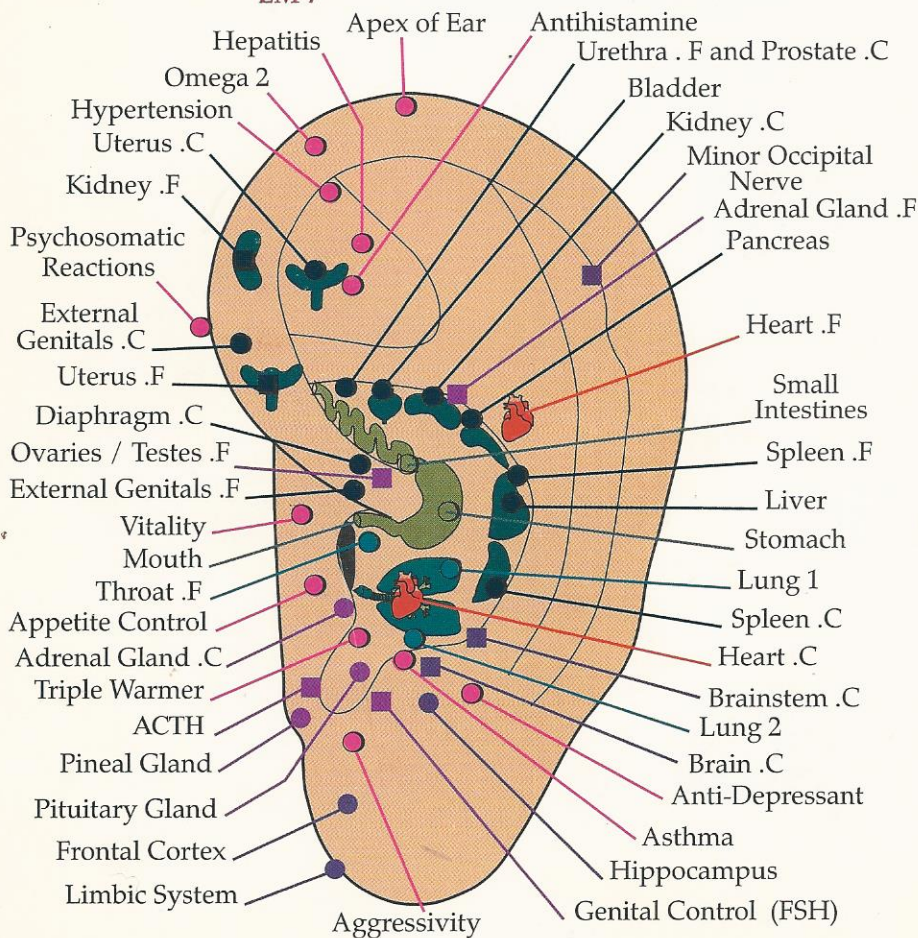 Apex of Ear
Hepatitis
Omega 2
Hypertension
Uterus .C
Kidney .F
Psychosomatic
Reactions
External
Genitals .C
Uterus .F
Diaphragm .C
Ovaries / Testes .F
External Genitals .F
Vitality
Mouth
Throat .F
Appetite Control
Adrenal Gland .C
Triple Warmer
ACTH
Pineal Gland
Pituitary Gland
Frontal Cortex
Limbic System
Aggressivity
Antihistamine
Urethra . F and Prostate .C
Bladder
Kidney .C
Minor Occipital
Nerve
Adrenal Gland .F
Pancreas
Heart .F
Small
Intestines
Spleen .F
Liver
Stomach
Lung 1
Spleen .C
Heart .C
Brainstem .C
Lung 2
Brain .C
Anti-Depressant
Asthma
Hippocampus
Genital Control (FSH)